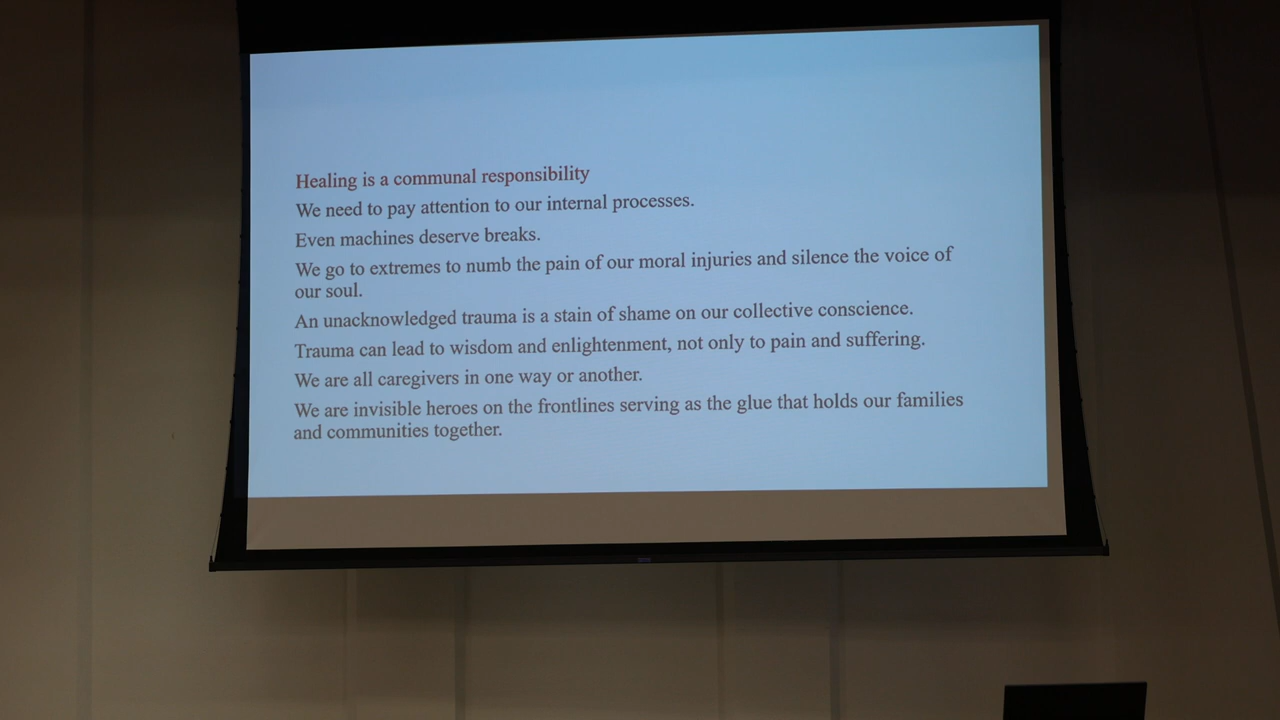 Healing is a communal responsibility
We need to pay attention to our internal processes.
Even machines deserve breaks.
We go to extremes to numb the pain of our moral injuries and silence the voice of
our soul.
An unacknowledged trauma is a stain of shame on our collective conscience.
Trauma can lead to wisdom and enlightenment, not only to pain and suffering.
We are all caregivers in one way or another.
We are invisible heroes on the frontlines serving as the glue that holds our families
and communities together.